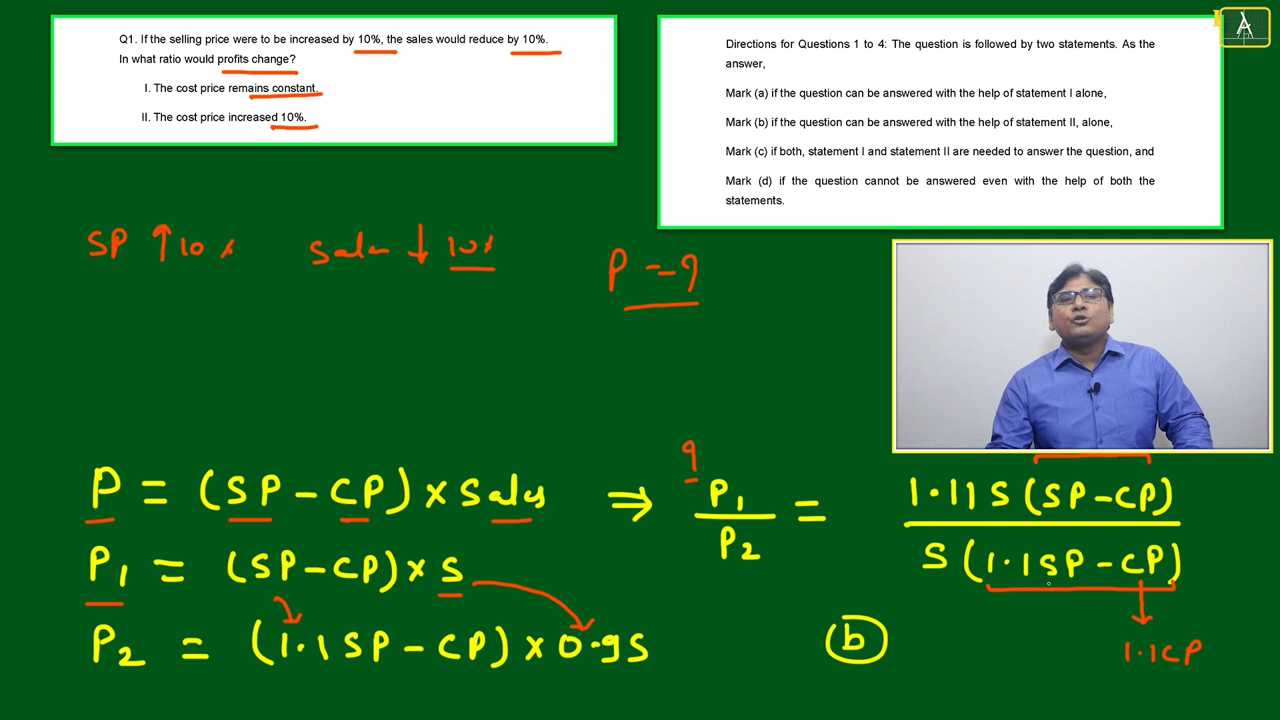 Q1. If the selling price were to be increased by 10%, the sales would reduce by 10%.
In what ratio would profits change?
I. The cost price remains constant.
II. The cost price increased 10%.
Directions for Questions 1 to 4: The question is followed by two statements. As the
answer,
Mark (a) if the question can be answered with the help of statement I alone,
Mark (b) if the question can be answered with the help of statement II, alone,
Mark (c) if both, statement I and statement II are needed to answer the question, and
Mark (d) if the question cannot be answered even with the help of both the
statements.
SP ↑ 10 %
Sales ↓ 10%
P = ?
P = (SP - CP) × Sales
P₁ = (SP - CP) × S
P₂ = (1.1 SP - CP) × 0.9S
⇒ P₁ / P₂ = 1.11 S (SP - CP) / S (1.1 SP - CP)
1.1CP
(b)